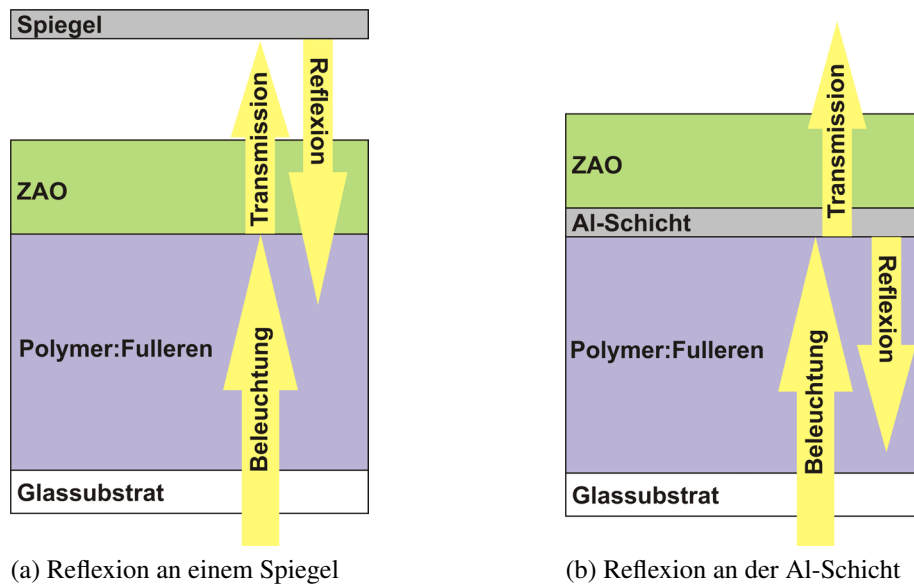 Spiegel
Reflexion
Transmission
ZAO
Polymer:Fulleren
Beleuchtung
Glassubstrat
(a) Reflexion an einem Spiegel
Transmission
ZAO
Al-Schicht
Reflexion
Polymer:Fulleren
Beleuchtung
Glassubstrat
(b) Reflexion an der Al-Schicht